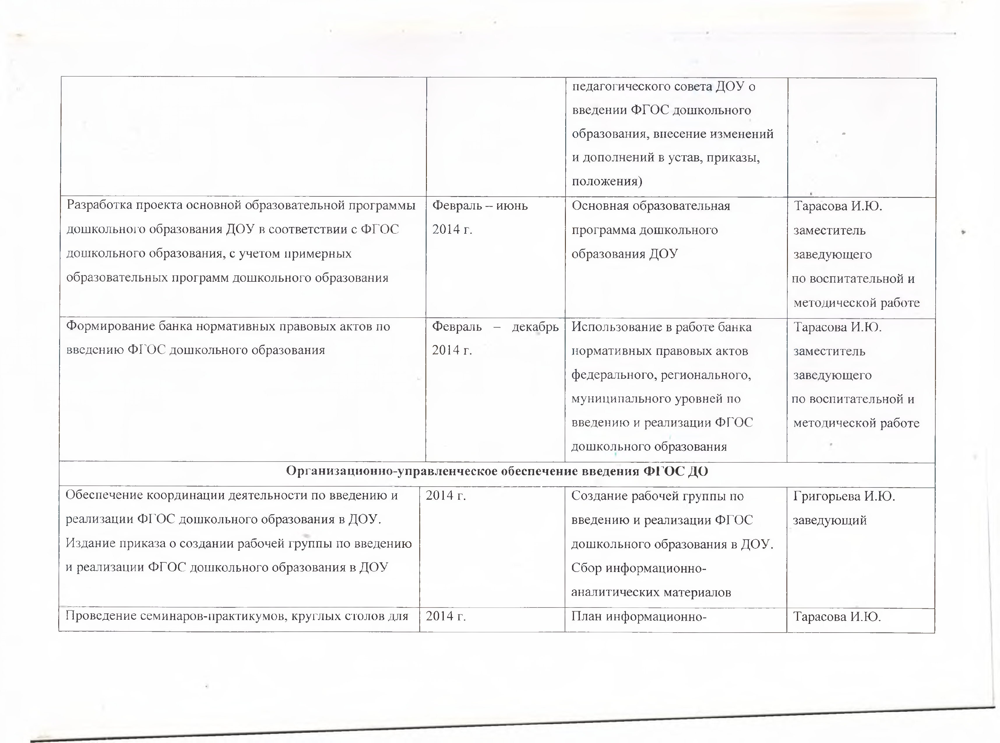 педагогического совета ДОУ о
введении ФГОС дошкольного
образования, внесение изменений
и дополнений в устав, приказы,
положения)
Разработка проекта основной образовательной программы
дошкольного образования ДОУ в соответствии с ФГОС
дошкольного образования, с учетом примерных
образовательных программ дошкольного образования
Февраль – июнь
2014 г.
Основная образовательная
программа дошкольного
образования ДОУ
Тарасова И.Ю.
заместитель
заведующего
по воспитательной и
методической работе
Формирование банка нормативных правовых актов по
введению ФГОС дошкольного образования
Февраль – декабрь
2014 г.
Использование в работе банка
нормативных правовых актов
федерального, регионального,
муниципального уровней по
введению и реализации ФГОС
дошкольного образования
Тарасова И.Ю.
заместитель
заведующего
по воспитательной и
методической работе
Организационно-управленческое обеспечение введения ФГОС ДО
Обеспечение координации деятельности по введению и
реализации ФГОС дошкольного образования в ДОУ.
Издание приказа о создании рабочей группы по введению
и реализации ФГОС дошкольного образования в ДОУ
2014 г.
Создание рабочей группы по
введению и реализации ФГОС
дошкольного образования в ДОУ.
Сбор информационно-
аналитических материалов
Григорьева И.Ю.
заведующий
Проведение семинаров-практикумов, круглых столов для
2014 г.
План информационно-
Тарасова И.Ю.